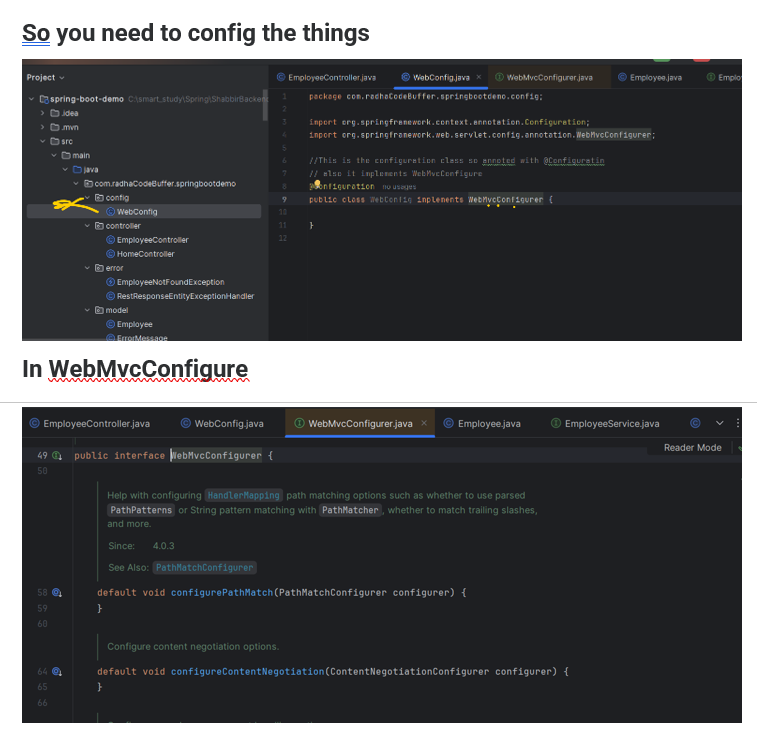 So you need to config the things
Project
EmployeeController.java
WebConfig.java
WebMvcConfigurer.java
Employee.java
spring-boot-demo C:\smart_study\Spring\ShabbirBackend
.idea
.mvn
src
main
java
com.radhaCodeBuffer.springbootdemo
config
WebConfig
controller
EmployeeController
HomeController
error
EmployeeNotFoundException
RestResponseEntityExceptionHandler
model
Employee
ErrorMessage
1 package com.radhaCodeBuffer.springbootdemo.config;
2
3 import org.springframework.context.annotation.Configuration;
4 import org.springframework.web.servlet.config.annotation.WebMvcConfigurer;
5
6 //This is the configuration class so annoted with @Configuratin
7 // also it implements WebMvcConfigure
8 @Configuration no usages
9 public class WebConfig implements WebMvcConfigurer {
10
11 }
12
In WebMvcConfigure
EmployeeController.java WebConfig.java WebMvcConfigurer.java Employee.java EmployeeService.java
Reader Mode
49 public interface WebMvcConfigurer {
50
Help with configuring HandlerMapping path matching options such as whether to use parsed
PathPatterns or String pattern matching with PathMatcher, whether to match trailing slashes,
and more.
Since: 4.0.3
See Also: PathMatchConfigurer
58 default void configurePathMatch(PathMatchConfigurer configurer) {
59 }
60
Configure content negotiation options.
64 default void configureContentNegotiation(ContentNegotiationConfigurer configurer) {
65 }
66